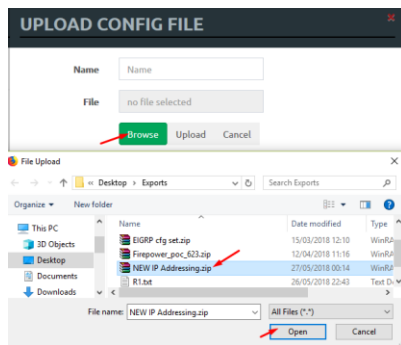 UPLOAD CONFIG FILE
Name Name
File no file selected
Browse Upload Cancel
File Upload
« Desktop > Exports Search Exports
Organize New folder
This PC
3D Objects
Desktop
Documents
Downloads
Name Date modified Type
EIGRP cfg set.zip 15/03/2018 12:10 WinRA
Firepower_poc_623.zip 12/04/2018 11:16 WinRA
NEW IP Addressing.zip 27/05/2018 00:14 WinRA
R1.txt 26/05/2018 22:43 Text Do
File name: NEW IP Addressing.zip All Files (*.*)
Open Cancel